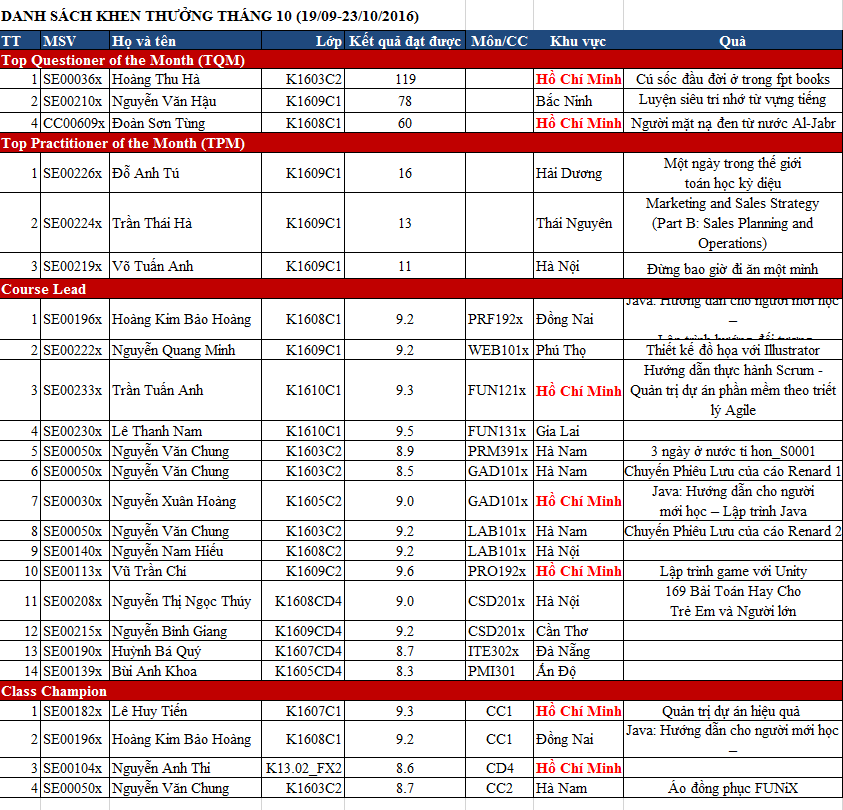 DANH SÁCH KHEN THƯỞNG THÁNG 10 (19/09-23/10/2016)
TT MSV Họ và tên Lớp Kết quả đạt được Môn/CC Khu vực Quà
Top Questioner of the Month (TQM)
1 SE00036x Hoàng Thu Hà K1603C2 119 Hồ Chí Minh Cú sốc đầu đời ở trong fpt books
2 SE00210x Nguyễn Văn Hậu K1609C1 78 Bắc Ninh Luyện siêu trí nhớ từ vựng tiếng
4 CC00609x Đoàn Sơn Tùng K1608C1 60 Hồ Chí Minh Người mặt nạ đen từ nước Al-Jabr
Top Practitioner of the Month (TPM)
1 SE00226x Đỗ Anh Tú K1609C1 16 Hải Dương Một ngày trong thế giới
toán học kỳ diệu
2 SE00224x Trần Thái Hà K1609C1 13 Thái Nguyên Marketing and Sales Strategy
(Part B: Sales Planning and
Operations)
3 SE00219x Võ Tuấn Anh K1609C1 11 Hà Nội Đừng bao giờ đi ăn một mình
Course Lead
1 SE00196x Hoàng Kim Bảo Hoàng K1608C1 9.2 PRF192x Đồng Nai Java: Hướng dẫn cho người mới học
–
Lập trình hướng đối tượng
2 SE00222x Nguyễn Quang Minh K1609C1 9.2 WEB101x Phú Thọ Thiết kế đồ họa với Illustrator
3 SE00233x Trần Tuấn Anh K1610C1 9.3 FUN121x Hồ Chí Minh Hướng dẫn thực hành Scrum -
Quản trị dự án phần mềm theo triết
lý Agile
4 SE00230x Lê Thanh Nam K1610C1 9.5 FUN131x Gia Lai
5 SE00050x Nguyễn Văn Chung K1603C2 8.9 PRM391x Hà Nam 3 ngày ở nước tí hon_S0001
6 SE00050x Nguyễn Văn Chung K1603C2 8.5 GAD101x Hà Nam Chuyến Phiêu Lưu của cáo Renard 1
7 SE00030x Nguyễn Xuân Hoàng K1605C2 9.0 GAD101x Hồ Chí Minh Java: Hướng dẫn cho người
mới học – Lập trình Java
8 SE00050x Nguyễn Văn Chung K1603C2 9.2 LAB101x Hà Nam Chuyến Phiêu Lưu của cáo Renard 2
9 SE00140x Nguyễn Nam Hiếu K1608C2 9.2 LAB101x Hà Nội
10 SE00113x Vũ Trần Chi K1609C2 9.6 PRO192x Hồ Chí Minh Lập trình game với Unity
11 SE00208x Nguyễn Thị Ngọc Thúy K1608CD4 9.0 CSD201x Hà Nội 169 Bài Toán Hay Cho
Trẻ Em và Người lớn
12 SE00215x Nguyễn Bình Giang K1609CD4 9.2 CSD201x Cần Thơ
13 SE00190x Huỳnh Bá Quý K1607CD4 8.7 ITE302x Đà Nẵng
14 SE00139x Bùi Anh Khoa K1605CD4 8.3 PMI301 Ấn Độ
Class Champion
1 SE00182x Lê Huy Tiến K1607C1 9.3 CC1 Hồ Chí Minh Quản trị dự án hiệu quả
2 SE00196x Hoàng Kim Bảo Hoàng K1608C1 9.2 CC1 Đồng Nai Java: Hướng dẫn cho người mới học
–
3 SE00104x Nguyễn Anh Thi K13.02_FX2 8.6 CD4 Hồ Chí Minh
4 SE00050x Nguyễn Văn Chung K1603C2 8.7 CC2 Hà Nam Áo đồng phục FUNiX